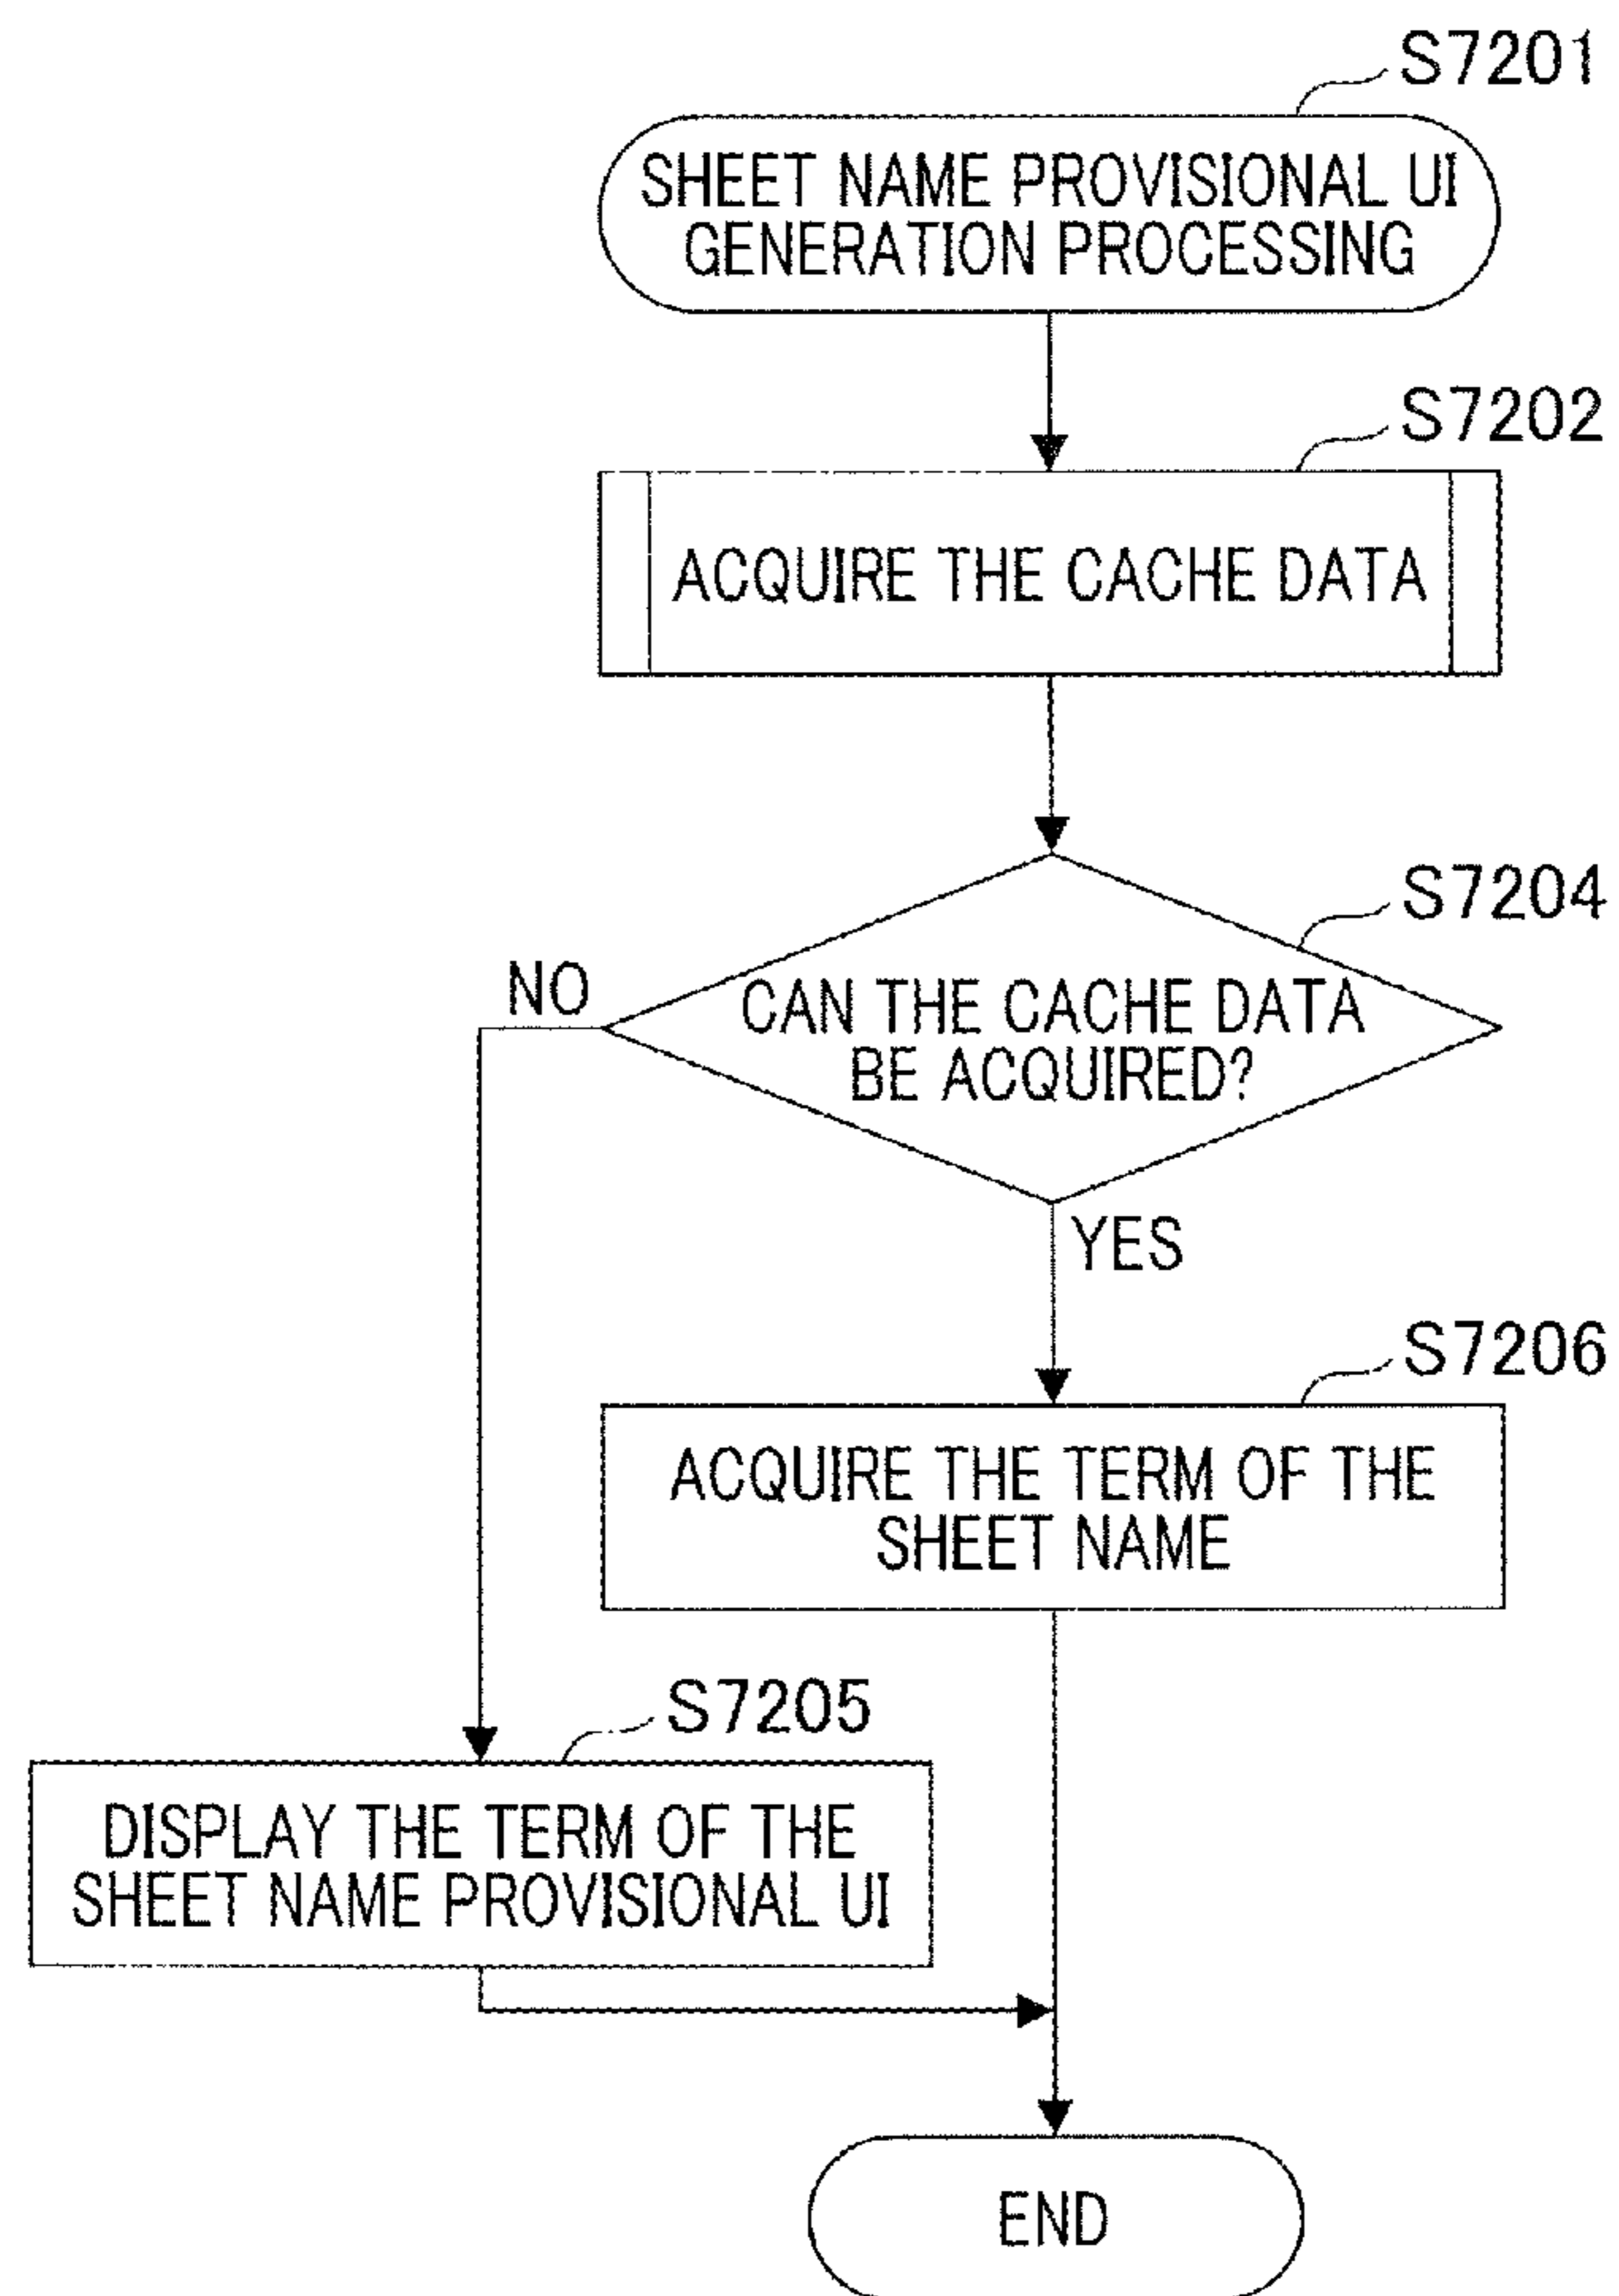 S7201
SHEET NAME PROVISIONAL UI
GENERATION PROCESSING
S7202
ACQUIRE THE CACHE DATA
S7204
NO
CAN THE CACHE DATA
BE ACQUIRED?
YES
S7206
ACQUIRE THE TERM OF THE
SHEET NAME
S7205
DISPLAY THE TERM OF THE
SHEET NAME PROVISIONAL UI
END